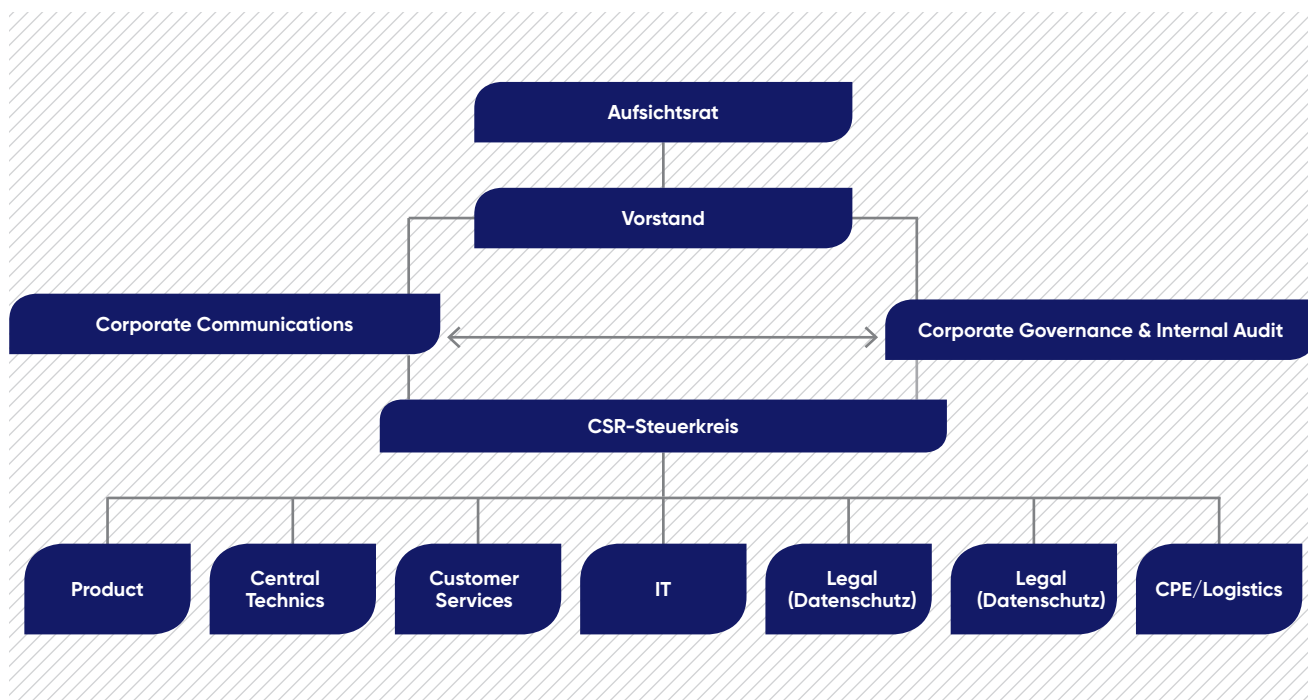 Aufsichtsrat
Vorstand
Corporate Communications
Corporate Governance & Internal Audit
CSR-Steuerkreis
Product
Central
Technics
Customer
Services
IT
Legal
(Datenschutz)
Legal
(Datenschutz)
CPE/Logistics